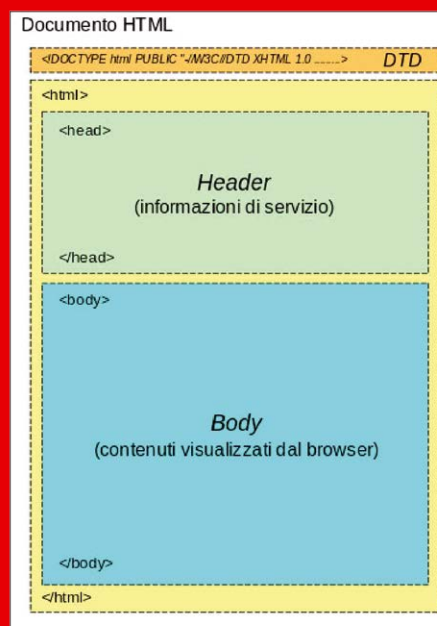 Documento HTML
<!DOCTYPE html PUBLIC "-//W3C//DTD XHTML 1.0 ........> DTD
<html>
<head>
Header
(informazioni di servizio)
</head>
<body>
Body
(contenuti visualizzati dal browser)
</body>
</html>